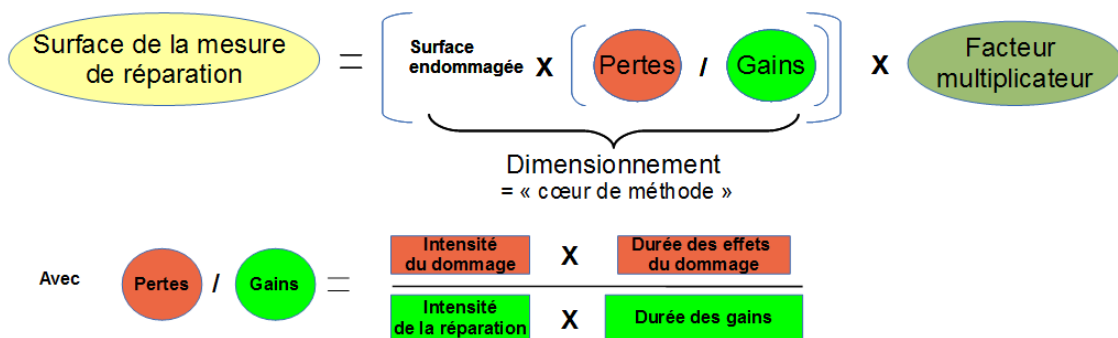 Surface de la mesure
de réparation
=
Surface
endommagée
X
Pertes
/
Gains
X
Facteur
multiplicateur
Dimensionnement
= « cœur de méthode »
Avec
Pertes
/
Gains
=
Intensité
du dommage
X
Durée des effets
du dommage
Intensité
de la réparation
X
Durée des gains